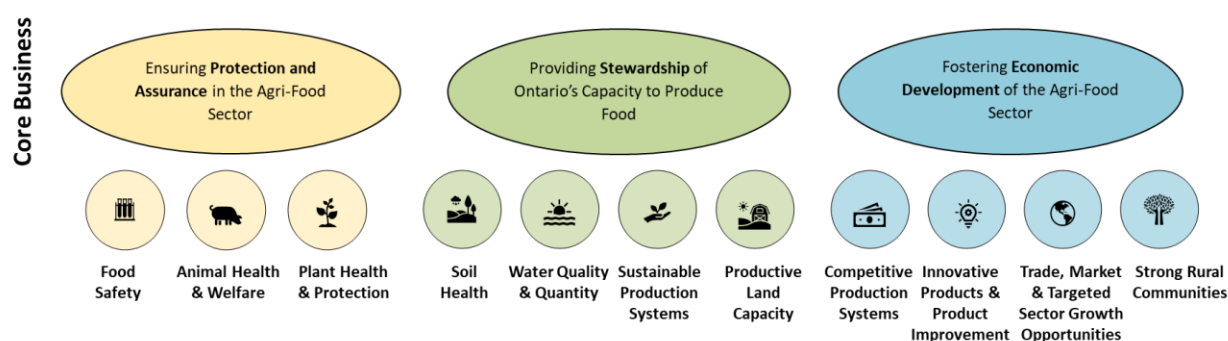 Core Business
Ensuring Protection and
Assurance in the Agri-Food
Sector
Providing Stewardship of
Ontario's Capacity to Produce
Food
Fostering Economic
Development of the Agri-Food
Sector
Food
Safety
Animal Health
& Welfare
Plant Health
& Protection
Soil
Health
Water Quality
& Quantity
Sustainable
Production
Systems
Productive
Land
Capacity
Competitive
Production
Systems
Innovative
Products &
Product
Improvement
Trade, Market
& Targeted
Sector Growth
Opportunities
Strong Rural
Communities